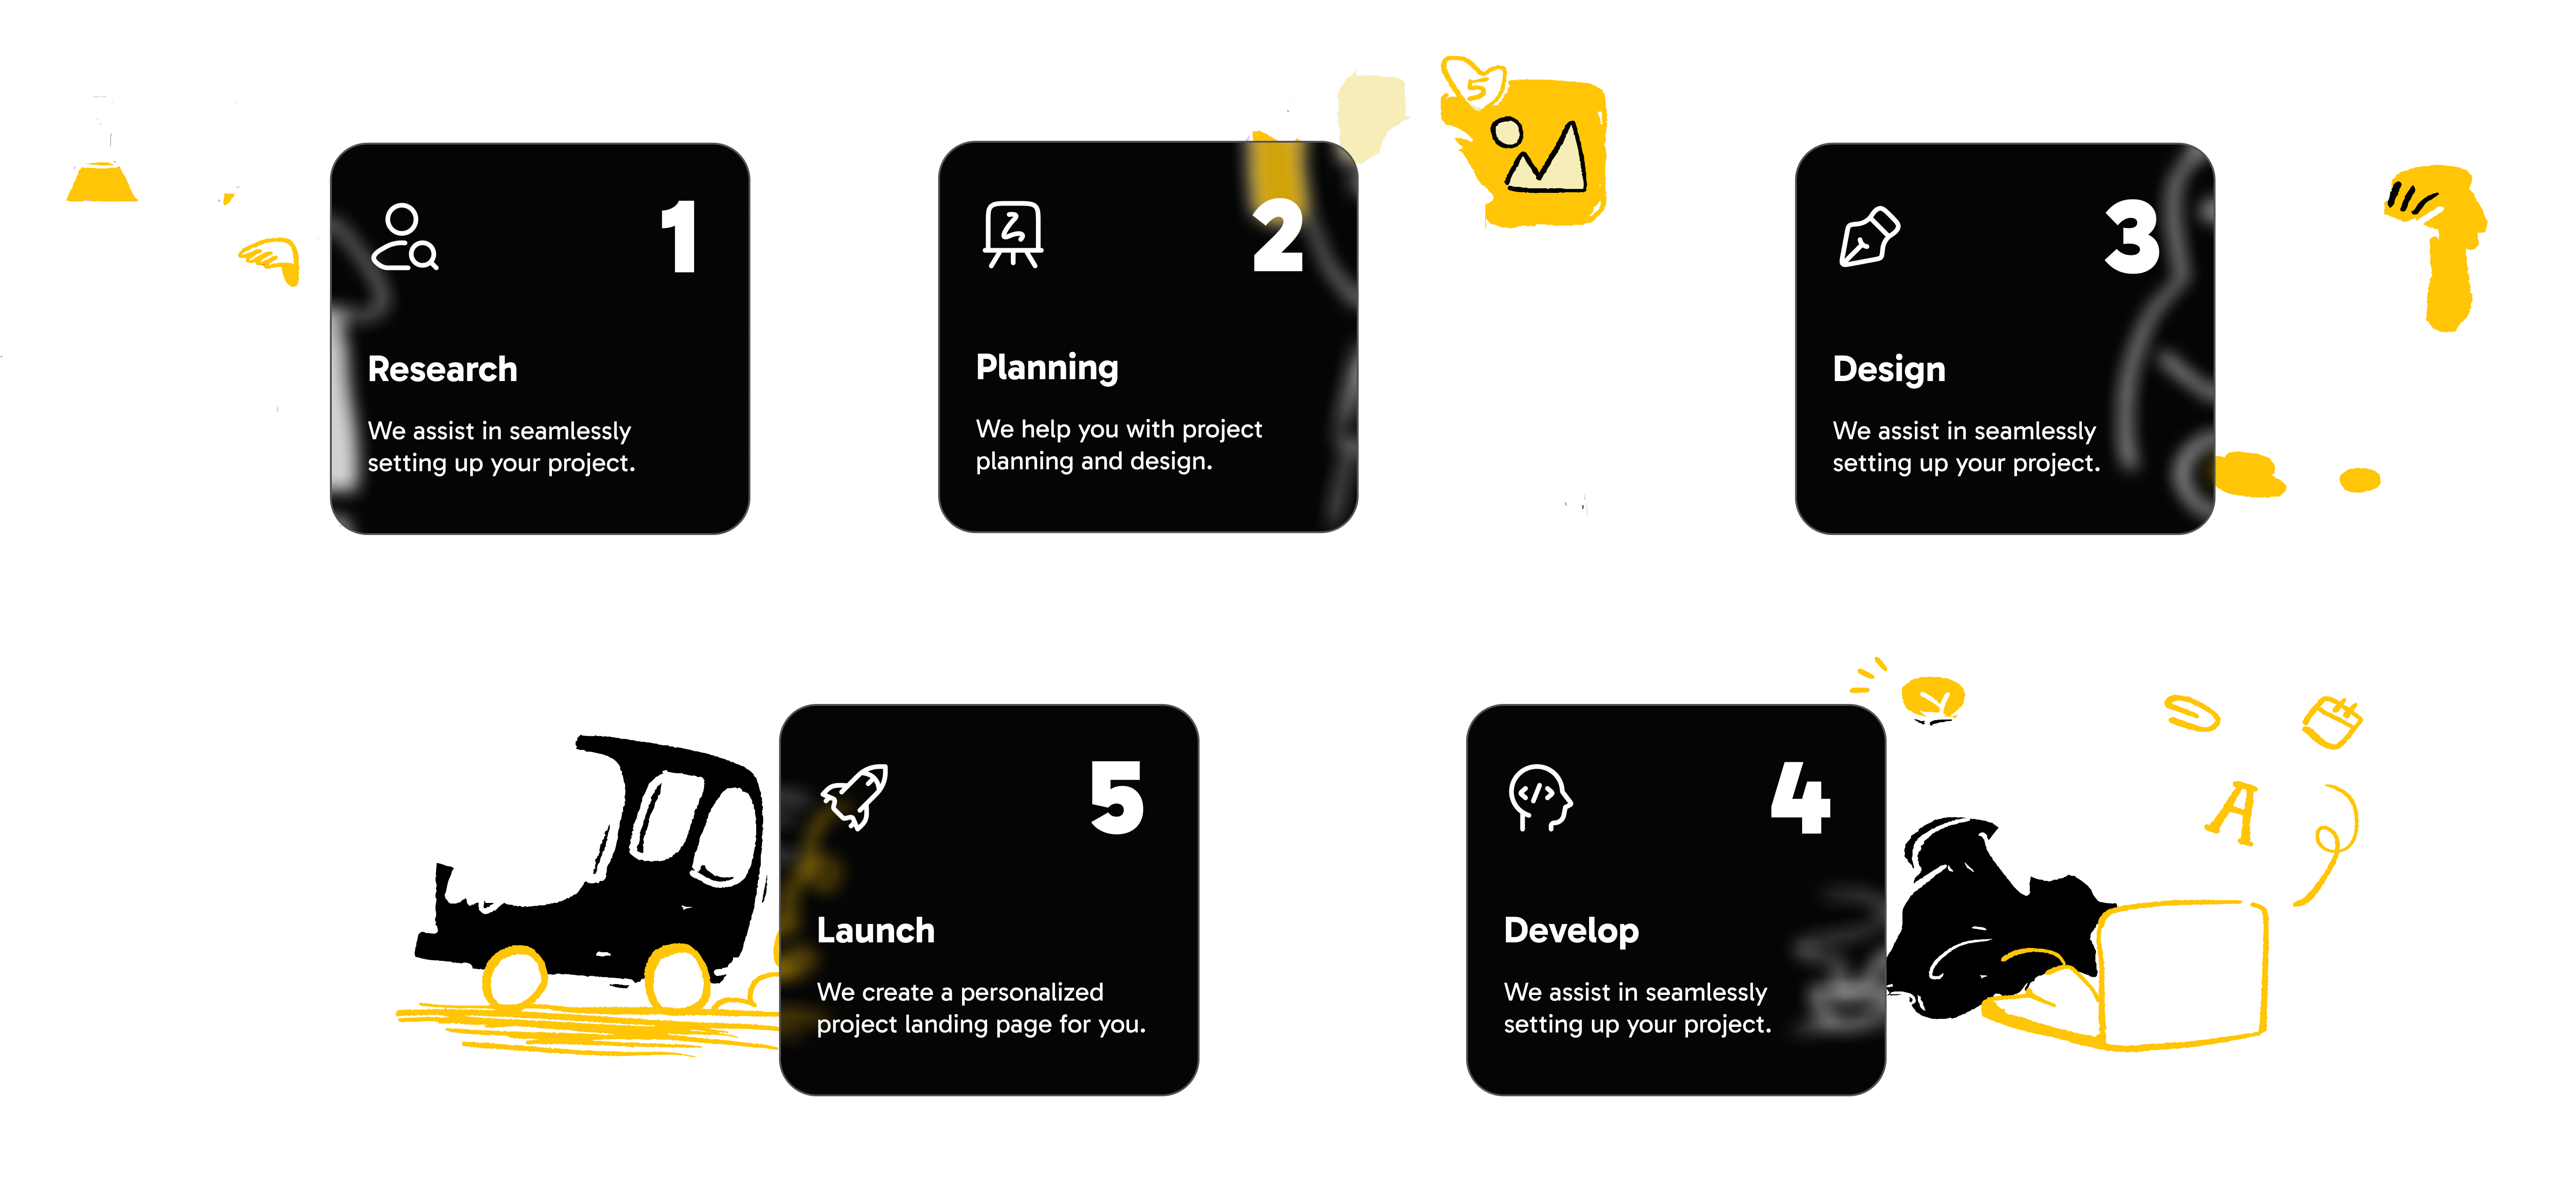 5
1
Research
We assist in seamlessly
setting up your project.
2
Planning
We help you with project
planning and design.
3
Design
We assist in seamlessly
setting up your project.
5
Launch
We create a personalized
project landing page for you.
4
Develop
We assist in seamlessly
setting up your project.
A